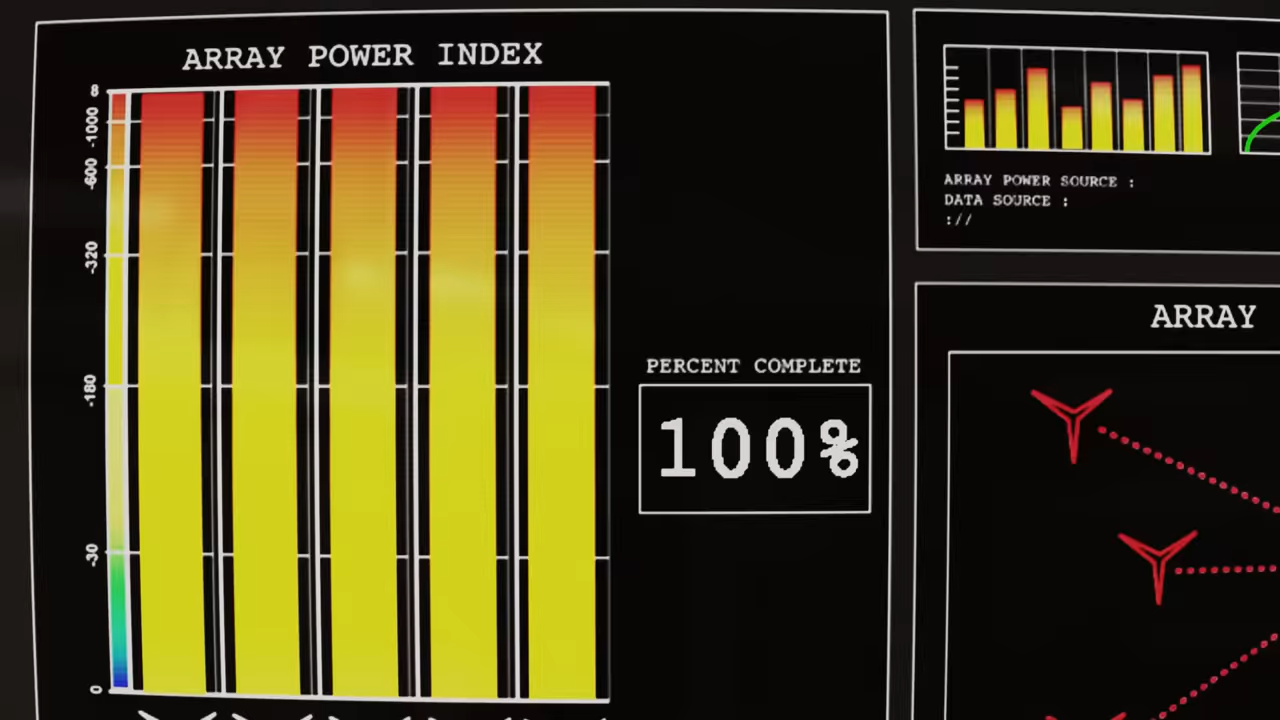 ARRAY POWER INDEX
8
-1000
-600
-320
-180
-30
0
PERCENT COMPLETE
100%
ARRAY POWER SOURCE :
DATA SOURCE :
://
ARRAY